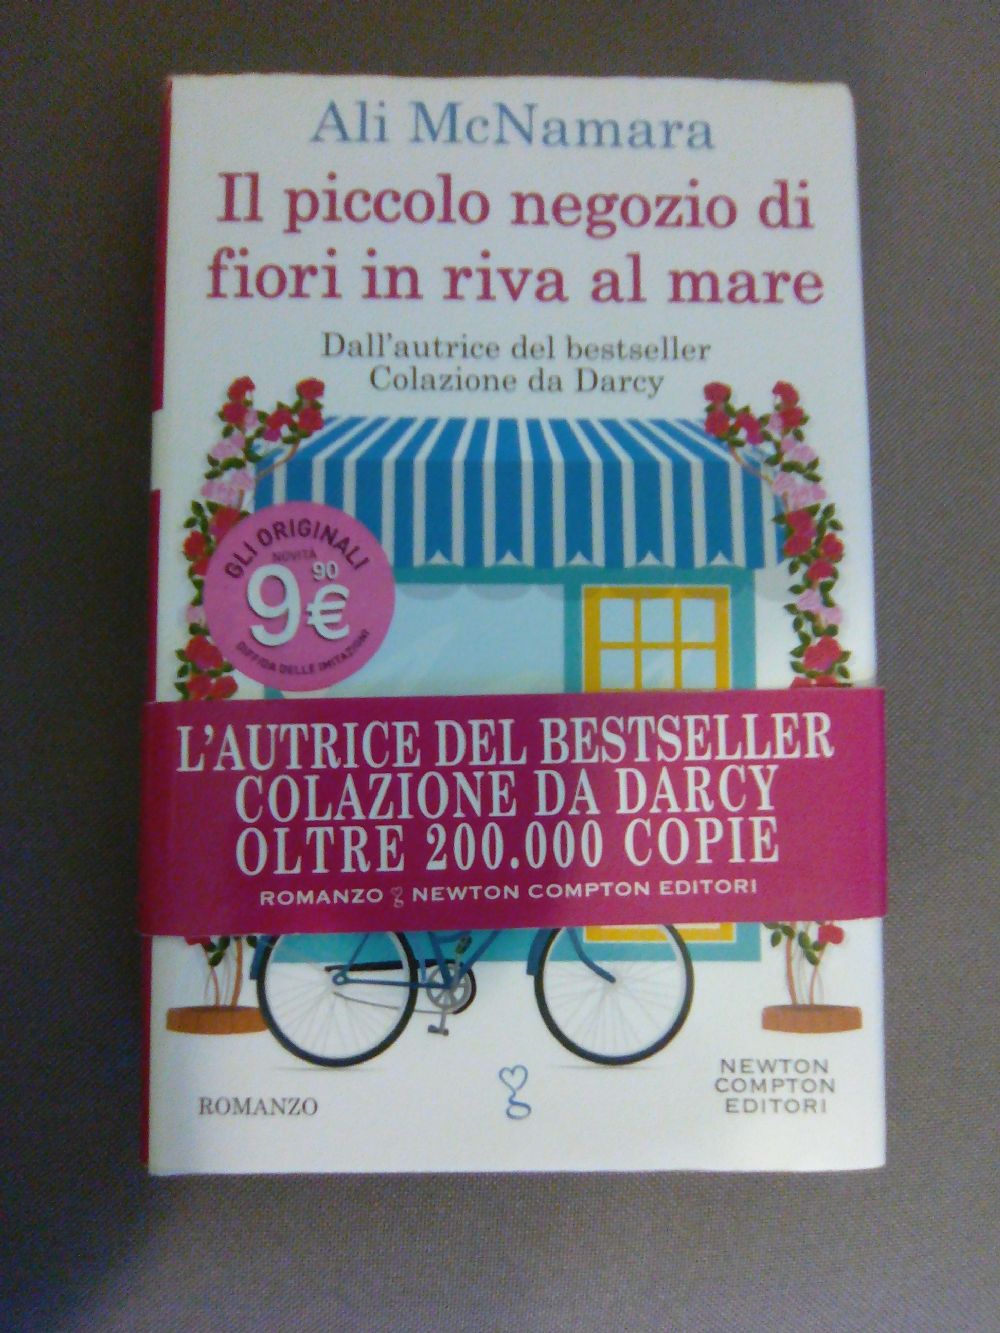 Ali McNamara
Il piccolo negozio di
fiori in riva al mare
Dall'autrice del bestseller
Colazione da Darcy
GLI ORIGINALI
NOVITÀ
9 90 €
DIFFIDA DELLE IMITAZIONI
L'AUTRICE DEL BESTSELLER
COLAZIONE DA DARCY
OLTRE 200.000 COPIE
ROMANZO NEWTON COMPTON EDITORI
ROMANZO
NEWTON
COMPTON
EDITORI